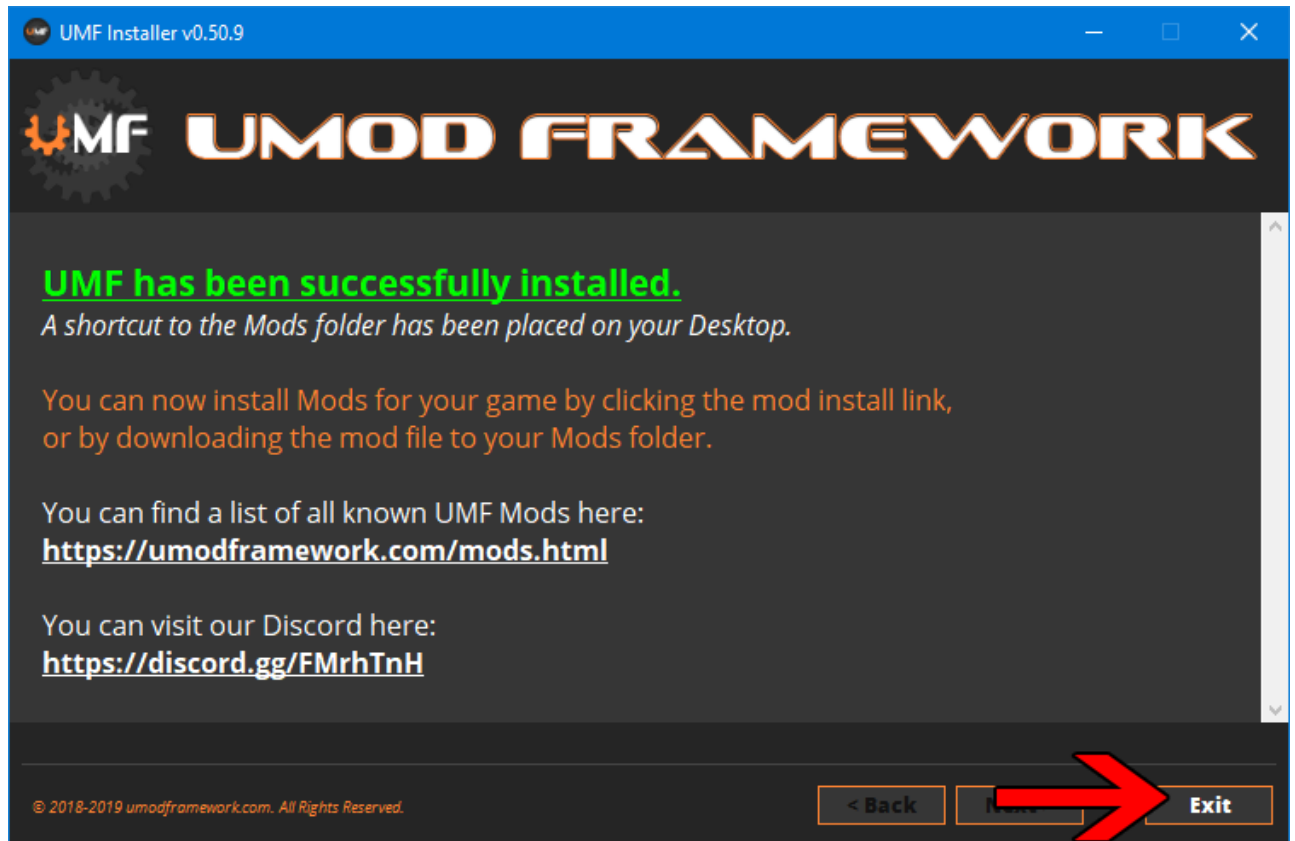 UMF Installer v0.50.9
UMF UMOD FRAMEWORK
UMF has been successfully installed.
A shortcut to the Mods folder has been placed on your Desktop.
You can now install Mods for your game by clicking the mod install link,
or by downloading the mod file to your Mods folder.
You can find a list of all known UMF Mods here:
https://umodframework.com/mods.html
You can visit our Discord here:
https://discord.gg/FMrhTnH
© 2018-2019 umodframework.com. All Rights Reserved.
< Back Exit